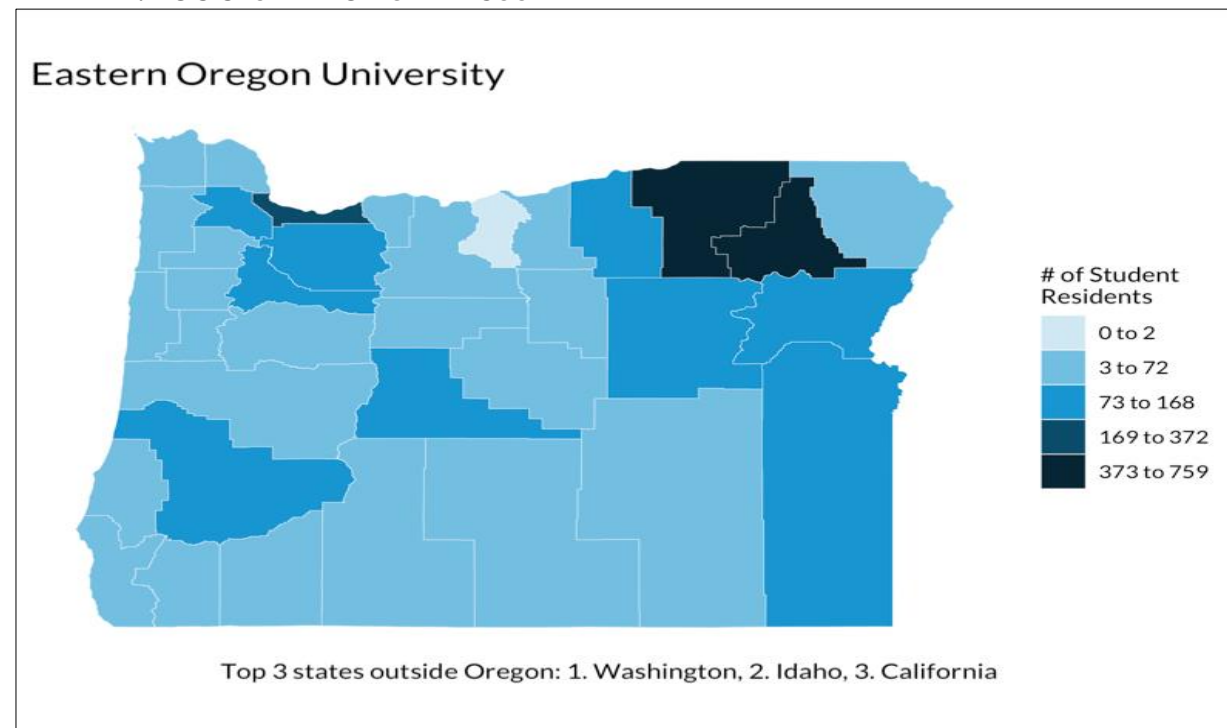 Eastern Oregon University
# of Student
Residents
0 to 2
3 to 72
73 to 168
169 to 372
373 to 759
Top 3 states outside Oregon: 1. Washington, 2. Idaho, 3. California